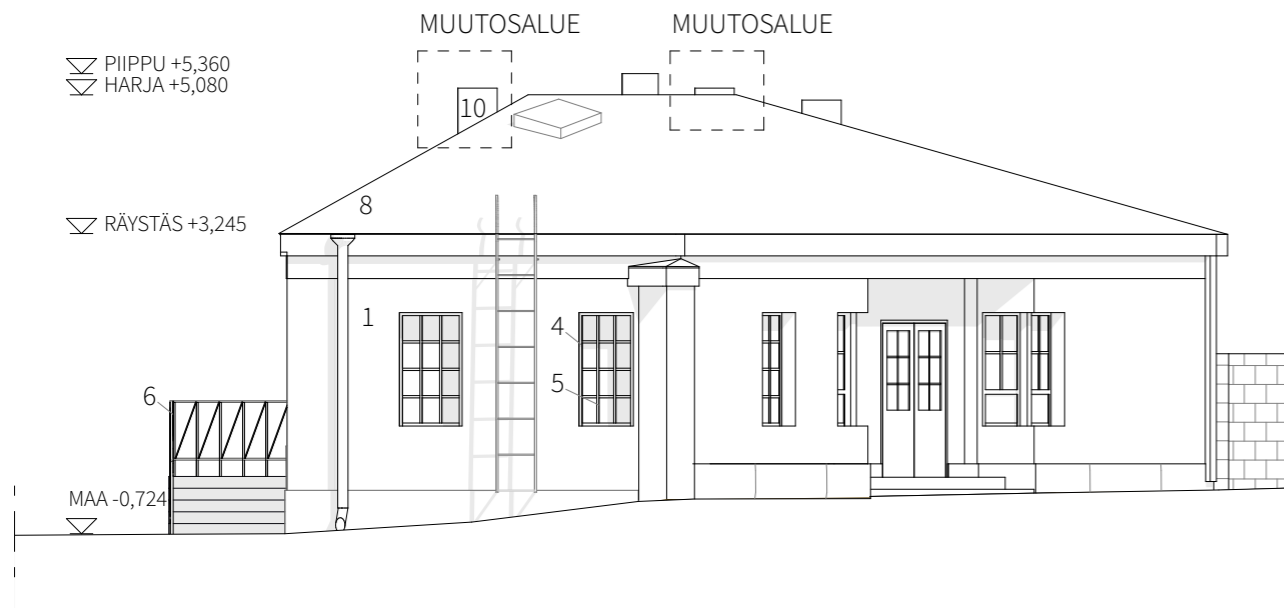 MUUTOSALUE MUUTOSALUE
PIIPPU +5,360
HARJA +5,080
10
8
RÄYSTÄS +3,245
1
4
5
6
MAA -0,724